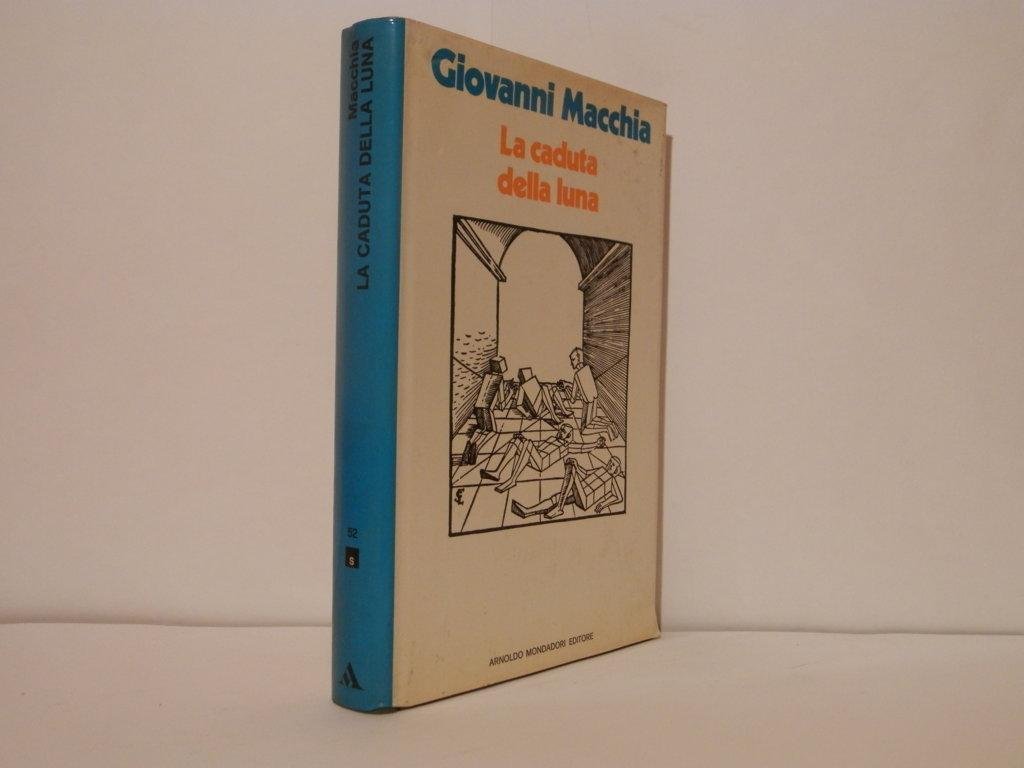 Macchia
LA CADUTA DELLA LUNA
52
S
Giovanni Macchia
La caduta
della luna
ARNOLDO MONDADORI EDITORE